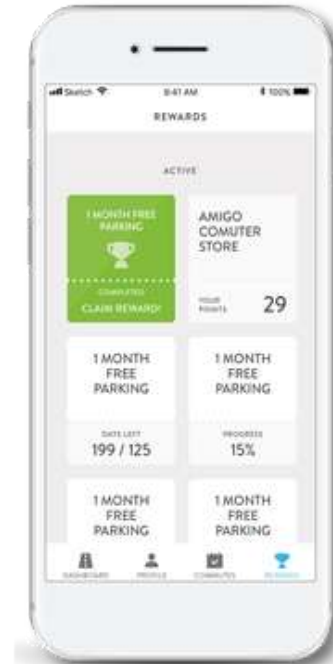 Sketch
9:41 AM
100%
REWARDS
ACTIVE
1 MONTH FREE
PARKING
COMPLETED
CLAIM REWARD!
AMIGO
COMUTER
STORE
YOUR
POINTS
29
1 MONTH
FREE
PARKING
1 MONTH
FREE
PARKING
LEFT
199 / 125
PROGRESS
15%
1 MONTH
FREE
PARKING
1 MONTH
FREE
PARKING
DASHBOARD
PROFILE
COMMUTES
REWARDS